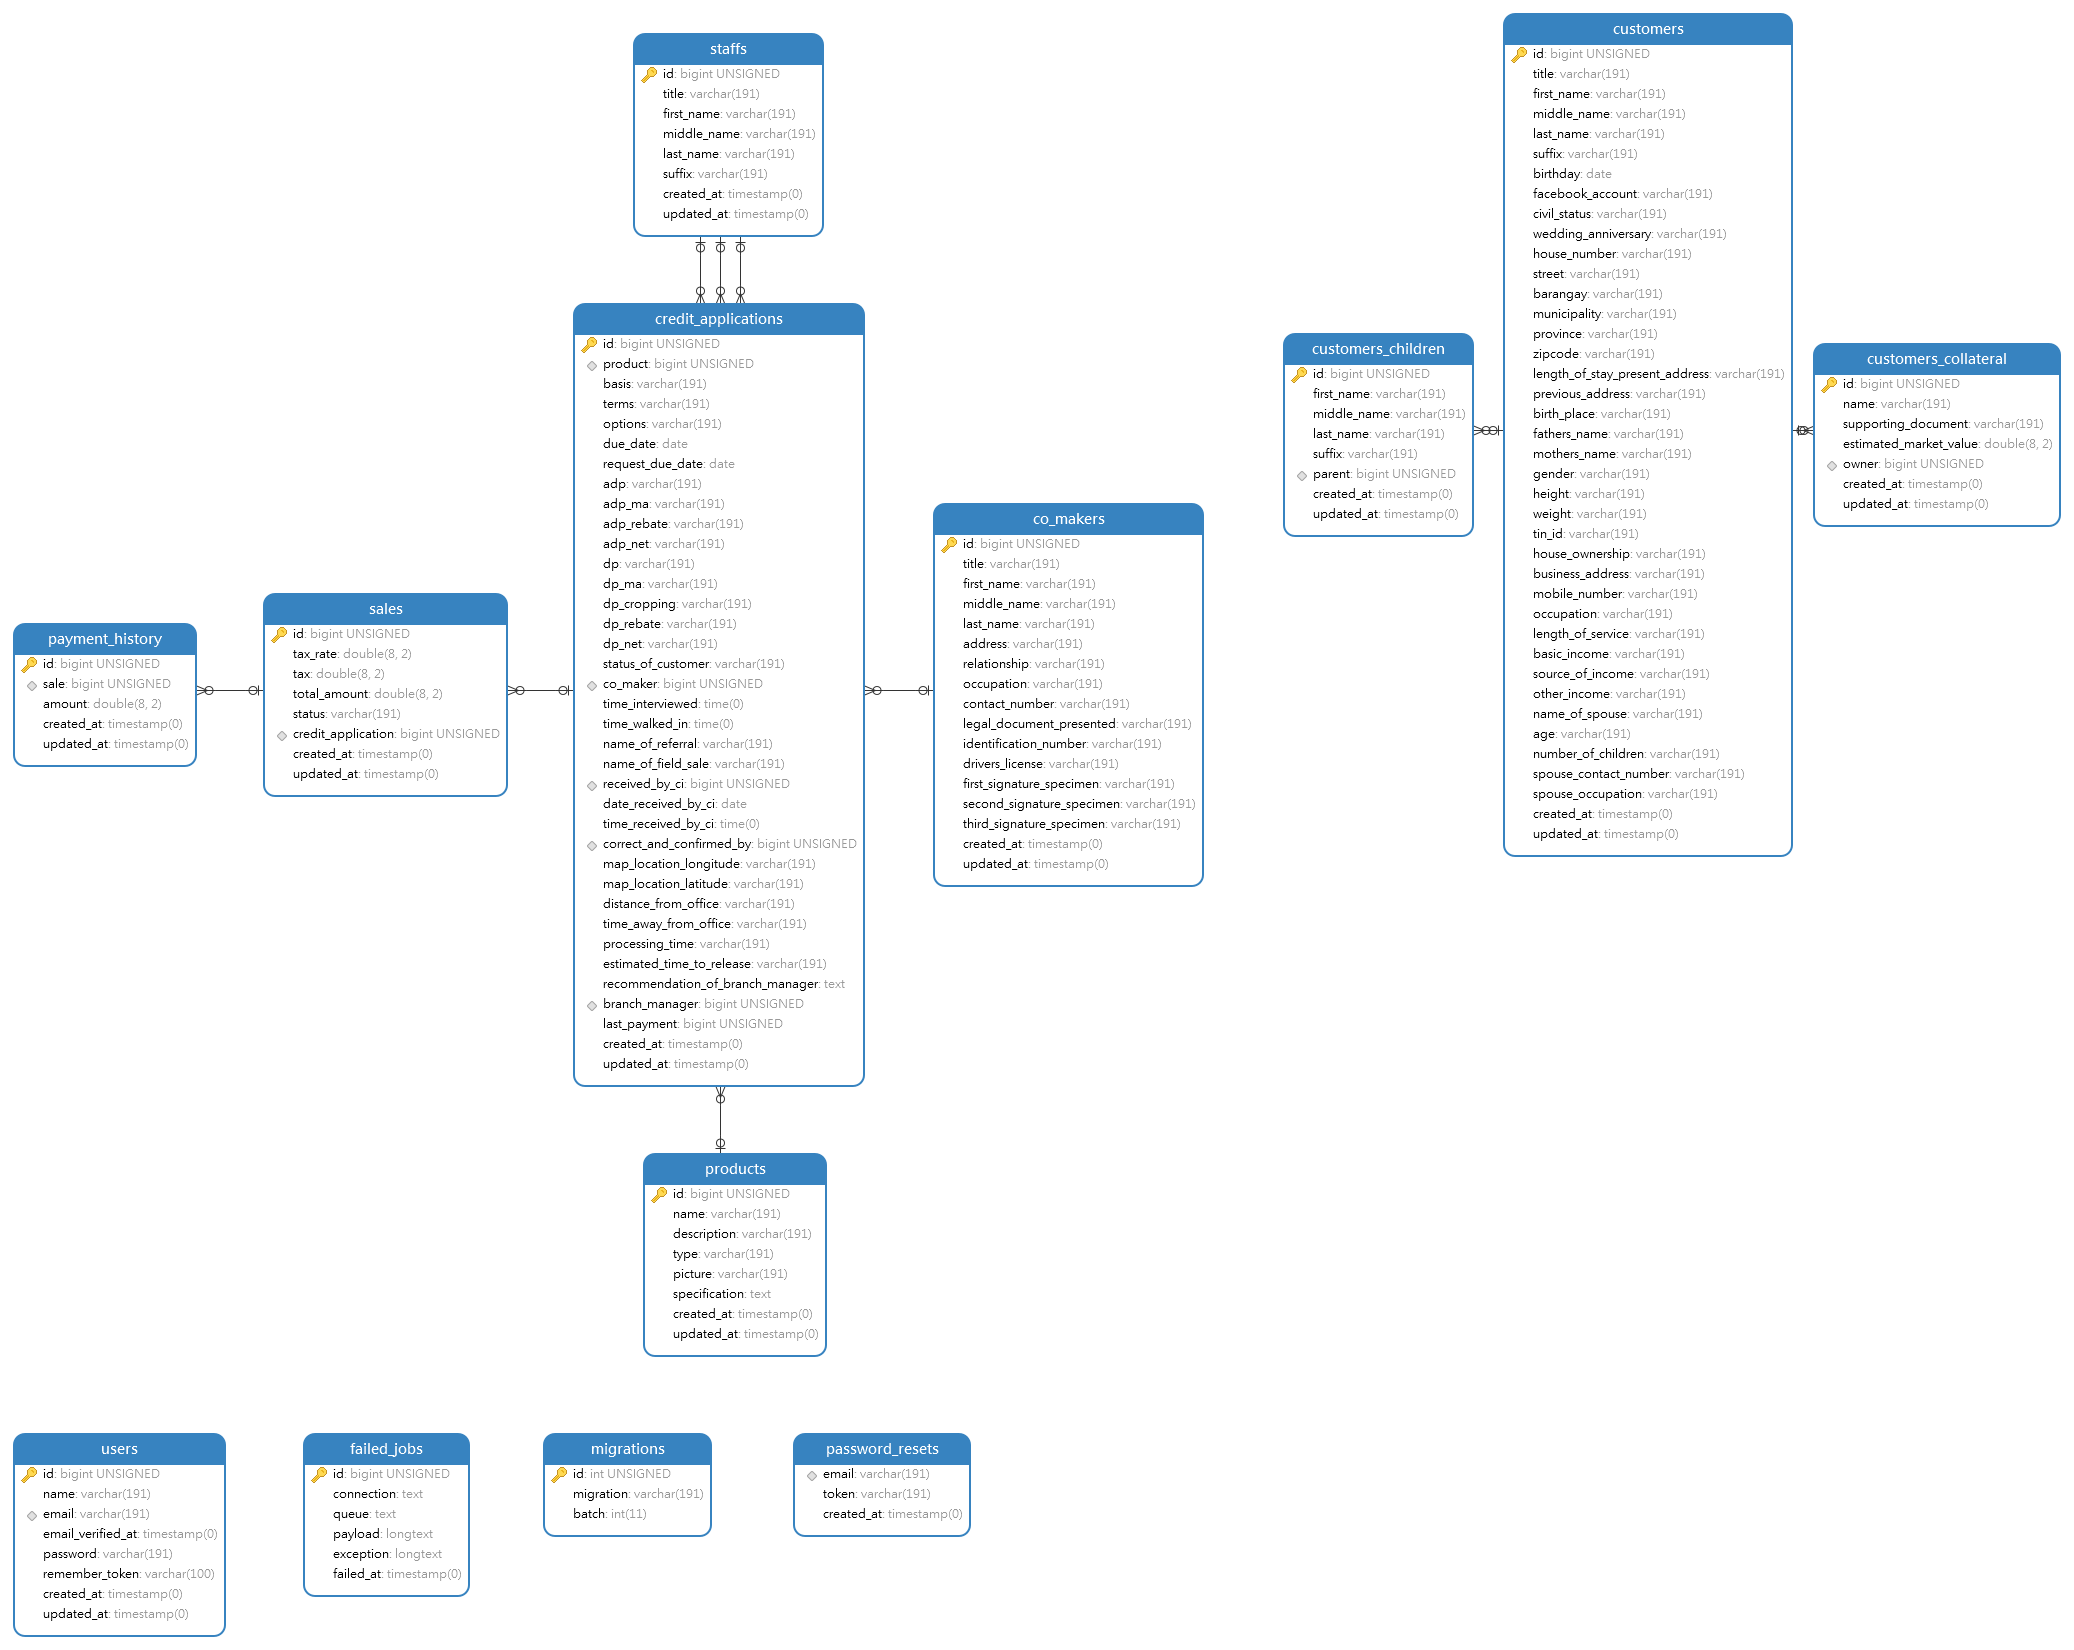 staffs
id: bigint UNSIGNED
title: varchar(191)
first_name: varchar(191)
middle_name: varchar(191)
last_name: varchar(191)
suffix: varchar(191)
created_at: timestamp(0)
updated_at: timestamp(0)
customers
id: bigint UNSIGNED
title: varchar(191)
first_name: varchar(191)
middle_name: varchar(191)
last_name: varchar(191)
suffix: varchar(191)
birthday: date
facebook_account: varchar(191)
civil_status: varchar(191)
wedding_anniversary: varchar(191)
house_number: varchar(191)
street: varchar(191)
barangay: varchar(191)
municipality: varchar(191)
province: varchar(191)
zipcode: varchar(191)
length_of_stay_present_address: varchar(191)
previous_address: varchar(191)
birth_place: varchar(191)
fathers_name: varchar(191)
mothers_name: varchar(191)
gender: varchar(191)
height: varchar(191)
weight: varchar(191)
tin_id: varchar(191)
house_ownership: varchar(191)
business_address: varchar(191)
mobile_number: varchar(191)
occupation: varchar(191)
length_of_service: varchar(191)
basic_income: varchar(191)
source_of_income: varchar(191)
other_income: varchar(191)
name_of_spouse: varchar(191)
age: varchar(191)
number_of_children: varchar(191)
spouse_contact_number: varchar(191)
spouse_occupation: varchar(191)
created_at: timestamp(0)
updated_at: timestamp(0)
credit_applications
id: bigint UNSIGNED
product: bigint UNSIGNED
basis: varchar(191)
terms: varchar(191)
options: varchar(191)
due_date: date
request_due_date: date
adp: varchar(191)
adp_ma: varchar(191)
adp_rebate: varchar(191)
adp_net: varchar(191)
dp: varchar(191)
dp_ma: varchar(191)
dp_cropping: varchar(191)
dp_rebate: varchar(191)
dp_net: varchar(191)
status_of_customer: varchar(191)
co_maker: bigint UNSIGNED
time_interviewed: time(0)
time_walked_in: time(0)
name_of_referral: varchar(191)
name_of_field_sale: varchar(191)
received_by_ci: bigint UNSIGNED
date_received_by_ci: date
time_received_by_ci: time(0)
correct_and_confirmed_by: bigint UNSIGNED
map_location_longitude: varchar(191)
map_location_latitude: varchar(191)
distance_from_office: varchar(191)
time_away_from_office: varchar(191)
processing_time: varchar(191)
estimated_time_to_release: varchar(191)
recommendation_of_branch_manager: text
branch_manager: bigint UNSIGNED
last_payment: bigint UNSIGNED
created_at: timestamp(0)
updated_at: timestamp(0)
customers_children
id: bigint UNSIGNED
first_name: varchar(191)
middle_name: varchar(191)
last_name: varchar(191)
suffix: varchar(191)
parent: bigint UNSIGNED
created_at: timestamp(0)
updated_at: timestamp(0)
customers_collateral
id: bigint UNSIGNED
name: varchar(191)
supporting_document: varchar(191)
estimated_market_value: double(8, 2)
owner: bigint UNSIGNED
created_at: timestamp(0)
updated_at: timestamp(0)
co_makers
id: bigint UNSIGNED
title: varchar(191)
first_name: varchar(191)
middle_name: varchar(191)
last_name: varchar(191)
address: varchar(191)
relationship: varchar(191)
occupation: varchar(191)
contact_number: varchar(191)
legal_document_presented: varchar(191)
identification_number: varchar(191)
drivers_license: varchar(191)
first_signature_specimen: varchar(191)
second_signature_specimen: varchar(191)
third_signature_specimen: varchar(191)
created_at: timestamp(0)
updated_at: timestamp(0)
sales
id: bigint UNSIGNED
tax_rate: double(8, 2)
tax: double(8, 2)
total_amount: double(8, 2)
status: varchar(191)
credit_application: bigint UNSIGNED
created_at: timestamp(0)
updated_at: timestamp(0)
payment_history
id: bigint UNSIGNED
sale: bigint UNSIGNED
amount: double(8, 2)
created_at: timestamp(0)
updated_at: timestamp(0)
products
id: bigint UNSIGNED
name: varchar(191)
description: varchar(191)
type: varchar(191)
picture: varchar(191)
specification: text
created_at: timestamp(0)
updated_at: timestamp(0)
users
id: bigint UNSIGNED
name: varchar(191)
email: varchar(191)
email_verified_at: timestamp(0)
password: varchar(191)
remember_token: varchar(100)
created_at: timestamp(0)
updated_at: timestamp(0)
failed_jobs
id: bigint UNSIGNED
connection: text
queue: text
payload: longtext
exception: longtext
failed_at: timestamp(0)
migrations
id: int UNSIGNED
migration: varchar(191)
batch: int(11)
password_resets
email: varchar(191)
token: varchar(191)
created_at: timestamp(0)